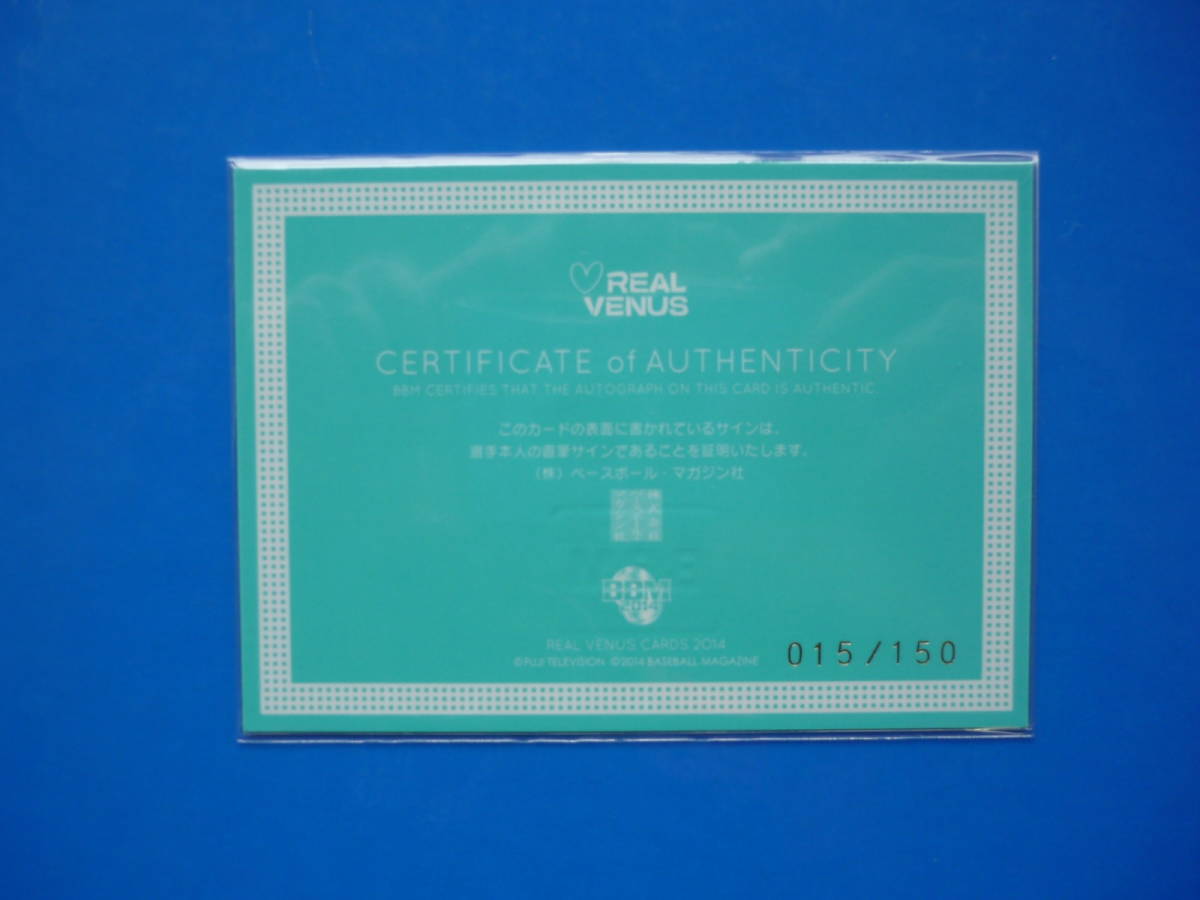 REAL
VENUS
CERTIFICATE of AUTHENTICITY
BBM CERTIFIES THAT THE AUTOGRAPH ON THIS CARD IS AUTHENTIC
このカードの表面に書かれているサインは、
選手本人の直筆サインであることを証明いたします。
(株)ベースボール・マガジン社
BBM
2014
REAL VENUS CARDS 2014
©FUJI TELEVISION ©2014 BASEBALL MAGAZINE
015/150